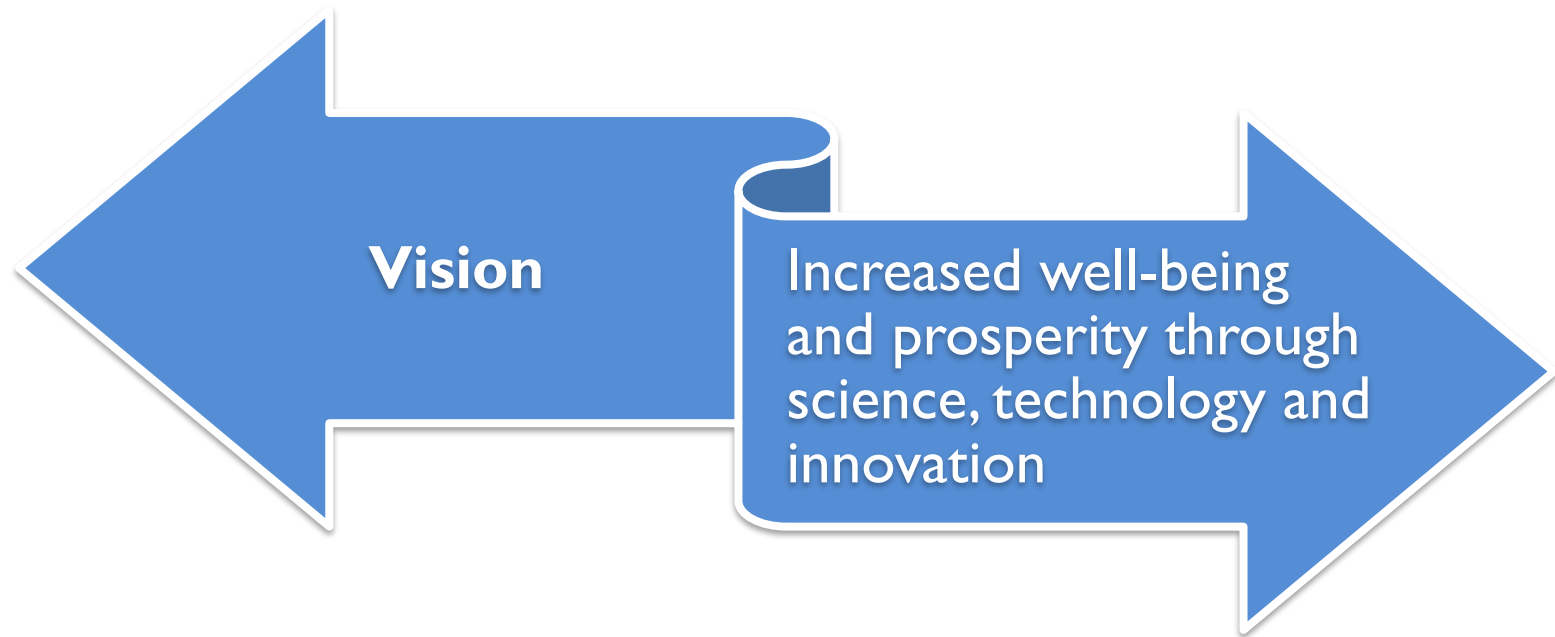 Vision
Increased well-being
and prosperity through
science, technology and
innovation